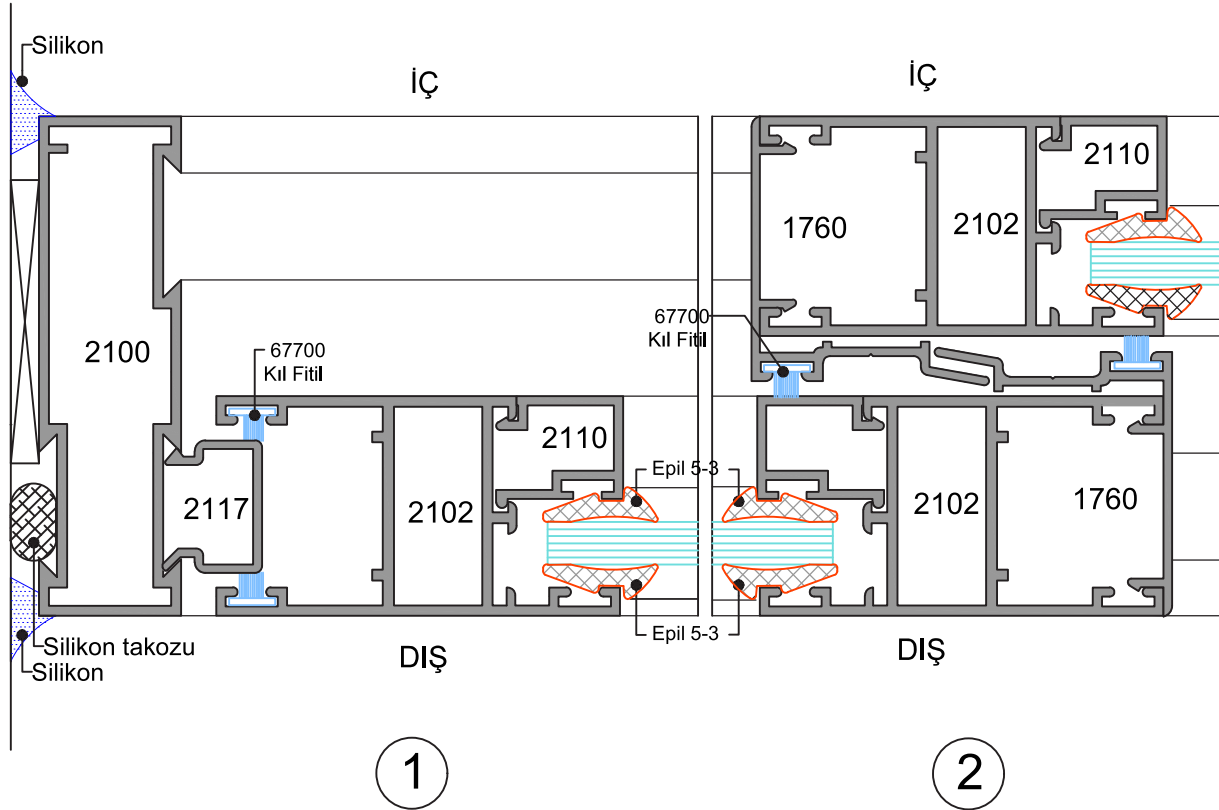 Silikon
İÇ
İÇ
2110
1760
2102
67700
Kıl Fitil
2100
67700
Kıl Fitil
2110
Epil 5-3
2117
2102
2102
1760
Epil 5-3
Silikon takozu
Silikon
DIŞ
DIŞ
1
2